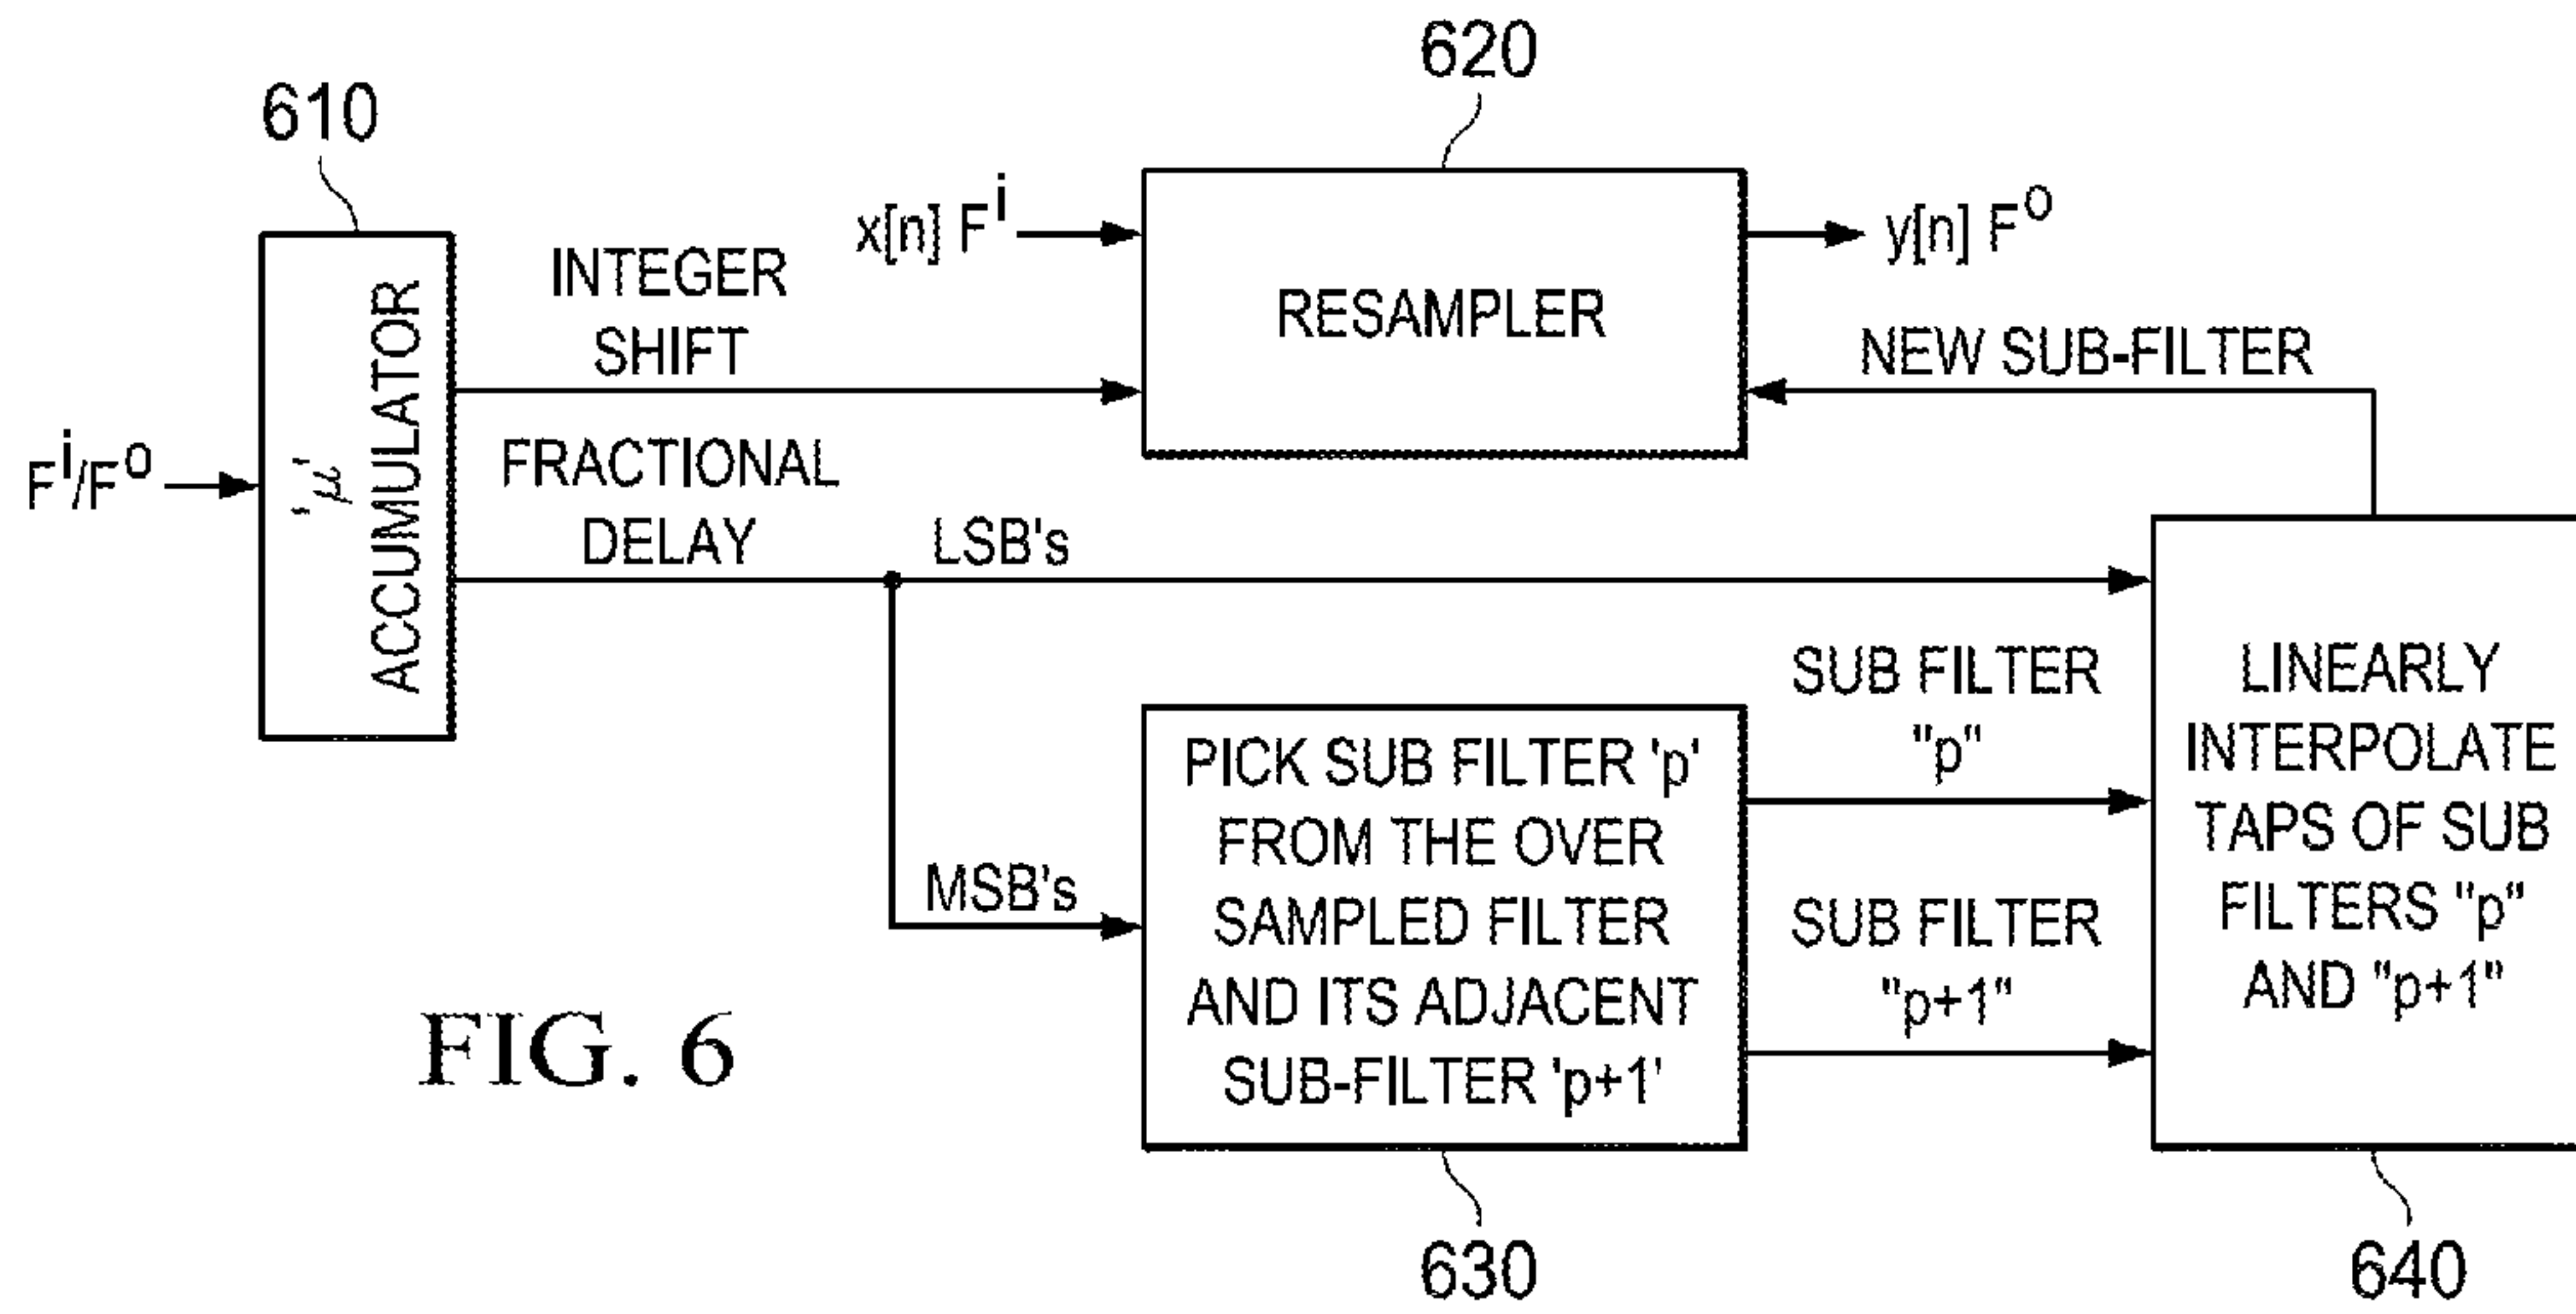 610
620
F^i/F^o
'μ'
ACCUMULATOR
INTEGER
SHIFT
FRACTIONAL
DELAY
x[n] F^i
RESAMPLER
y[n] F^o
NEW SUB-FILTER
LSB's
MSB's
PICK SUB FILTER 'p'
FROM THE OVER
SAMPLED FILTER
AND ITS ADJACENT
SUB-FILTER 'p+1'
SUB FILTER
"p"
SUB FILTER
"p+1"
LINEARLY
INTERPOLATE
TAPS OF SUB
FILTERS "p"
AND "p+1"
630
640
FIG. 6